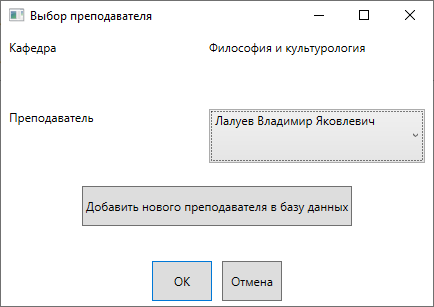 Выбор преподавателя
Кафедра Философия и культурология
Преподаватель Лалуев Владимир Яковлевич
Добавить нового преподавателя в базу данных
OK Отмена